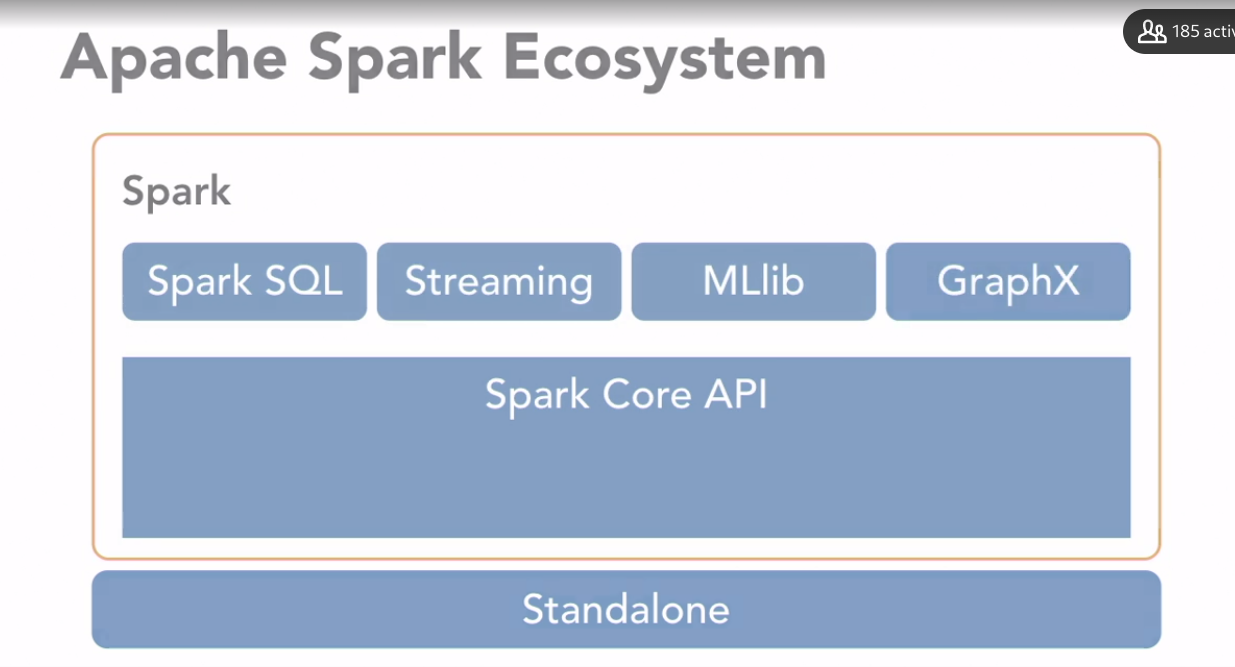 Apache Spark Ecosystem
185 activ
Spark
Spark SQL
Streaming
MLlib
GraphX
Spark Core API
Standalone